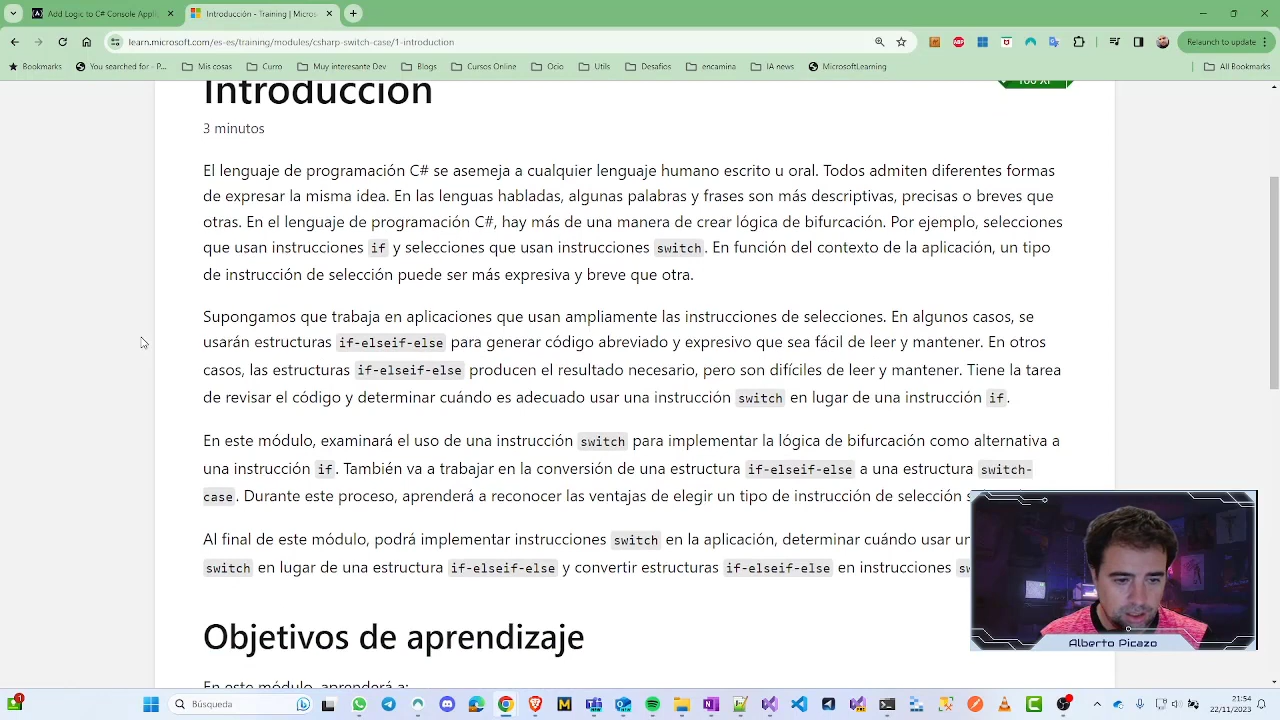 Add Logic to C# Console Appl
Introducción - Training | Micros
learn.microsoft.com/es-es/training/modules/csharp-switch-case/1-introduction
Relaunch to update
Bookmarks
You searched for - P...
Mis cosas
Curro
Muy interesante Dev
Blogs
Cursos Online
Ocio
Utils
Desafios
encamina
IA news
MicrosoftLearning
All Bookmarks
Introducción
100 XP
3 minutos
El lenguaje de programación C# se asemeja a cualquier lenguaje humano escrito u oral. Todos admiten diferentes formas
de expresar la misma idea. En las lenguas habladas, algunas palabras y frases son más descriptivas, precisas o breves que
otras. En el lenguaje de programación C#, hay más de una manera de crear lógica de bifurcación. Por ejemplo, selecciones
que usan instrucciones if y selecciones que usan instrucciones switch. En función del contexto de la aplicación, un tipo
de instrucción de selección puede ser más expresiva y breve que otra.
Supongamos que trabaja en aplicaciones que usan ampliamente las instrucciones de selecciones. En algunos casos, se
usarán estructuras if-elseif-else para generar código abreviado y expresivo que sea fácil de leer y mantener. En otros
casos, las estructuras if-elseif-else producen el resultado necesario, pero son difíciles de leer y mantener. Tiene la tarea
de revisar el código y determinar cuándo es adecuado usar una instrucción switch en lugar de una instrucción if.
En este módulo, examinará el uso de una instrucción switch para implementar la lógica de bifurcación como alternativa a
una instrucción if. También va a trabajar en la conversión de una estructura if-elseif-else a una estructura switch-
case. Durante este proceso, aprenderá a reconocer las ventajas de elegir un tipo de instrucción de selección
Al final de este módulo, podrá implementar instrucciones switch en la aplicación, determinar cuándo usar
switch en lugar de una estructura if-elseif-else y convertir estructuras if-elseif-else en instrucciones
Objetivos de aprendizaje
En este módulo, aprenderá a:
Alberto Picazo
Búsqueda
21:54
22/11/2023